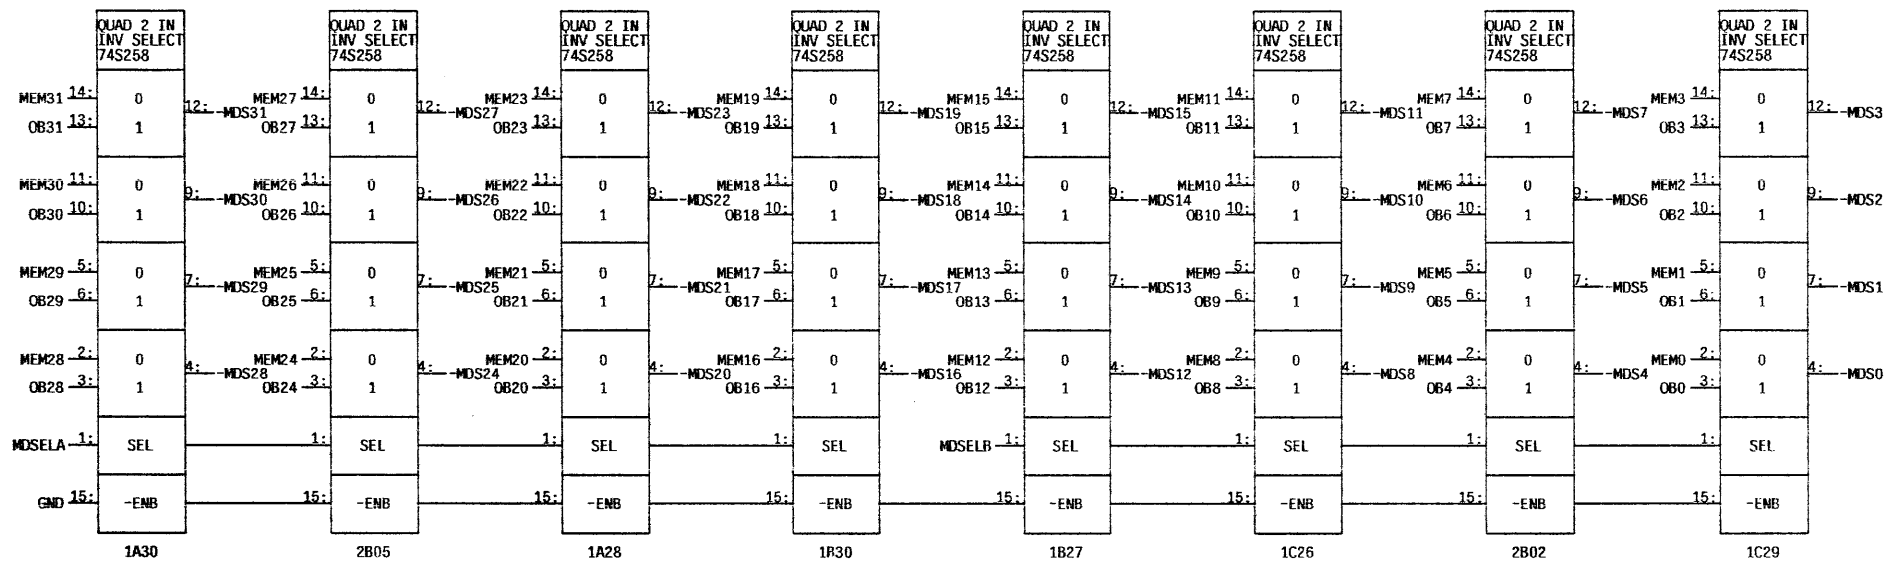 QUAD 2 IN QUAD 2 IN QUAD 2 IN QUAD 2 IN QUAD 2 IN QUAD 2 IN QUAD 2 IN QUAD 2 IN
INV SELECT INV SELECT INV SELECT INV SELECT INV SELECT INV SELECT INV SELECT INV SELECT
74S258 74S258 74S258 74S258 74S258 74S258 74S258 74S258
MEM31 14: 0 MEM27 14: 0 MEM23 14: 0 MEM19 14: 0 MEM15 14: 0 MEM11 14: 0 MEM7 14: 0 MEM3 14: 0
12: -MDS31 12: -MDS27 12: -MDS23 12: -MDS19 12: -MDS15 12: -MDS11 12: -MDS7 12: -MDS3
OB31 13: 1 OB27 13: 1 OB23 13: 1 OB19 13: 1 OB15 13: 1 OB11 13: 1 OB7 13: 1 OB3 13: 1
MEM30 11: 0 MEM26 11: 0 MEM22 11: 0 MEM18 11: 0 MEM14 11: 0 MEM10 11: 0 MEM6 11: 0 MEM2 11: 0
9: -MDS30 9: -MDS26 9: -MDS22 9: -MDS18 9: -MDS14 9: -MDS10 9: -MDS6 9: -MDS2
OB30 10: 1 OB26 10: 1 OB22 10: 1 OB18 10: 1 OB14 10: 1 OB10 10: 1 OB6 10: 1 OB2 10: 1
MEM29 5: 0 MEM25 5: 0 MEM21 5: 0 MEM17 5: 0 MEM13 5: 0 MEM9 5: 0 MEM5 5: 0 MEM1 5: 0
7: -MDS29 7: -MDS25 7: -MDS21 7: -MDS17 7: -MDS13 7: -MDS9 7: -MDS5 7: -MDS1
OB29 6: 1 OB25 6: 1 OB21 6: 1 OB17 6: 1 OB13 6: 1 OB9 6: 1 OB5 6: 1 OB1 6: 1
MEM28 2: 0 MEM24 2: 0 MEM20 2: 0 MEM16 2: 0 MEM12 2: 0 MEM8 2: 0 MEM4 2: 0 MEM0 2: 0
4: -MDS28 4: -MDS24 4: -MDS20 4: -MDS16 4: -MDS12 4: -MDS8 4: -MDS4 4: -MDS0
OB28 3: 1 OB24 3: 1 OB20 3: 1 OB16 3: 1 OB12 3: 1 OB8 3: 1 OB4 3: 1 OB0 3: 1
MDSELA 1: SEL 1: SEL 1: SEL 1: SEL MDSELB 1: SEL 1: SEL 1: SEL 1: SEL
GND 15: -ENB 15: -ENB 15: -ENB 15: -ENB 15: -ENB 15: -ENB 15: -ENB 15: -ENB
1A30 2B05 1A28 1B30 1B27 1C26 2B02 1C29